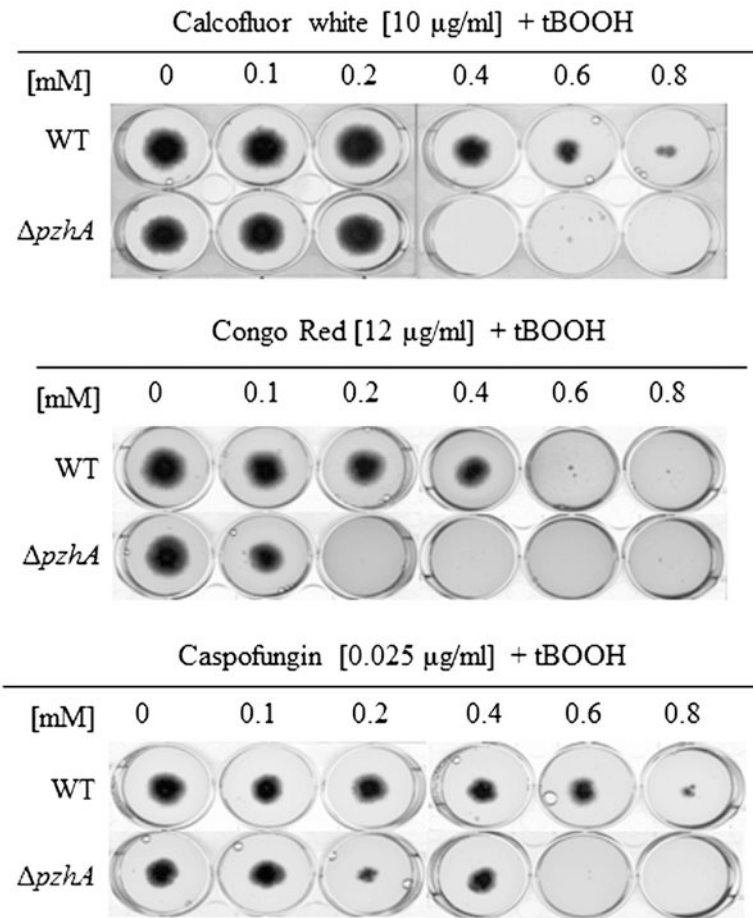 Calcofluor white [10 µg/ml] + tBOOH
[mM] 0 0.1 0.2 0.4 0.6 0.8
WT
ΔpzhA
Congo Red [12 µg/ml] + tBOOH
[mM] 0 0.1 0.2 0.4 0.6 0.8
WT
ΔpzhA
Caspofungin [0.025 µg/ml] + tBOOH
[mM] 0 0.1 0.2 0.4 0.6 0.8
WT
ΔpzhA